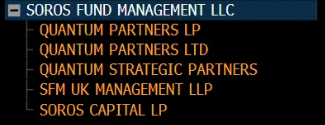 SOROS FUND MANAGEMENT LLC
QUANTUM PARTNERS LP
QUANTUM PARTNERS LTD
QUANTUM STRATEGIC PARTNERS
SFM UK MANAGEMENT LLP
SOROS CAPITAL LP